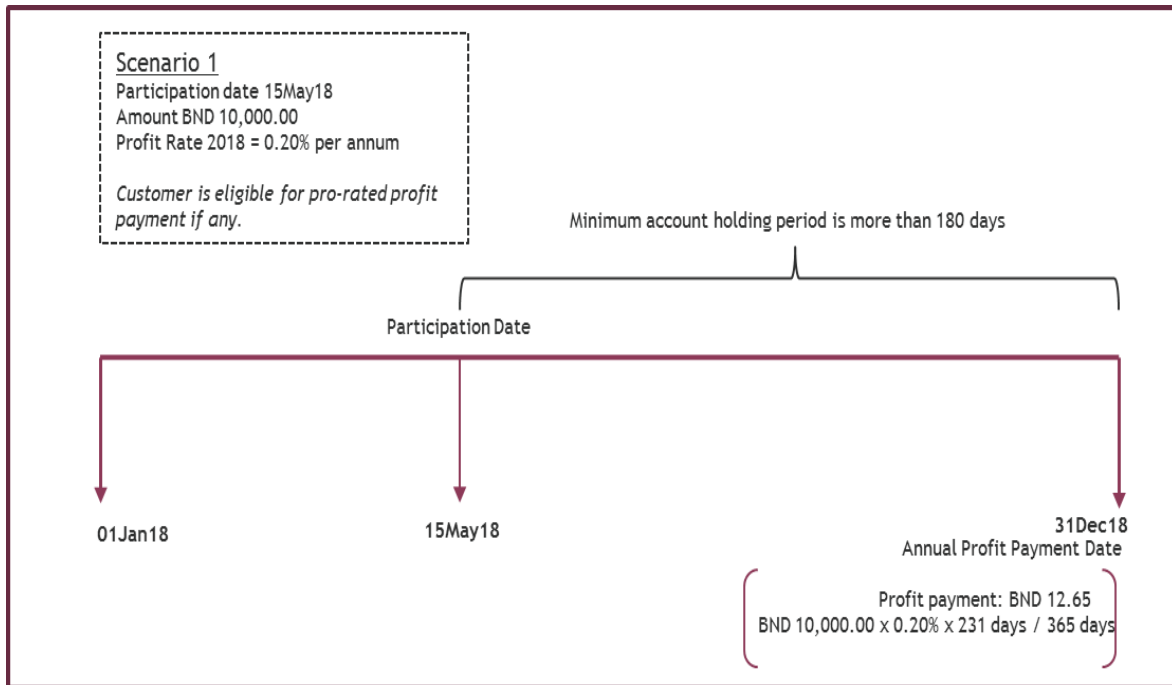 Scenario 1
Participation date 15May18
Amount BND 10,000.00
Profit Rate 2018 = 0.20% per annum
Customer is eligible for pro-rated profit
payment if any.
Minimum account holding period is more than 180 days
Participation Date
01Jan18
15May18
31Dec18
Annual Profit Payment Date
Profit payment: BND 12.65
BND 10,000.00 x 0.20% x 231 days / 365 days